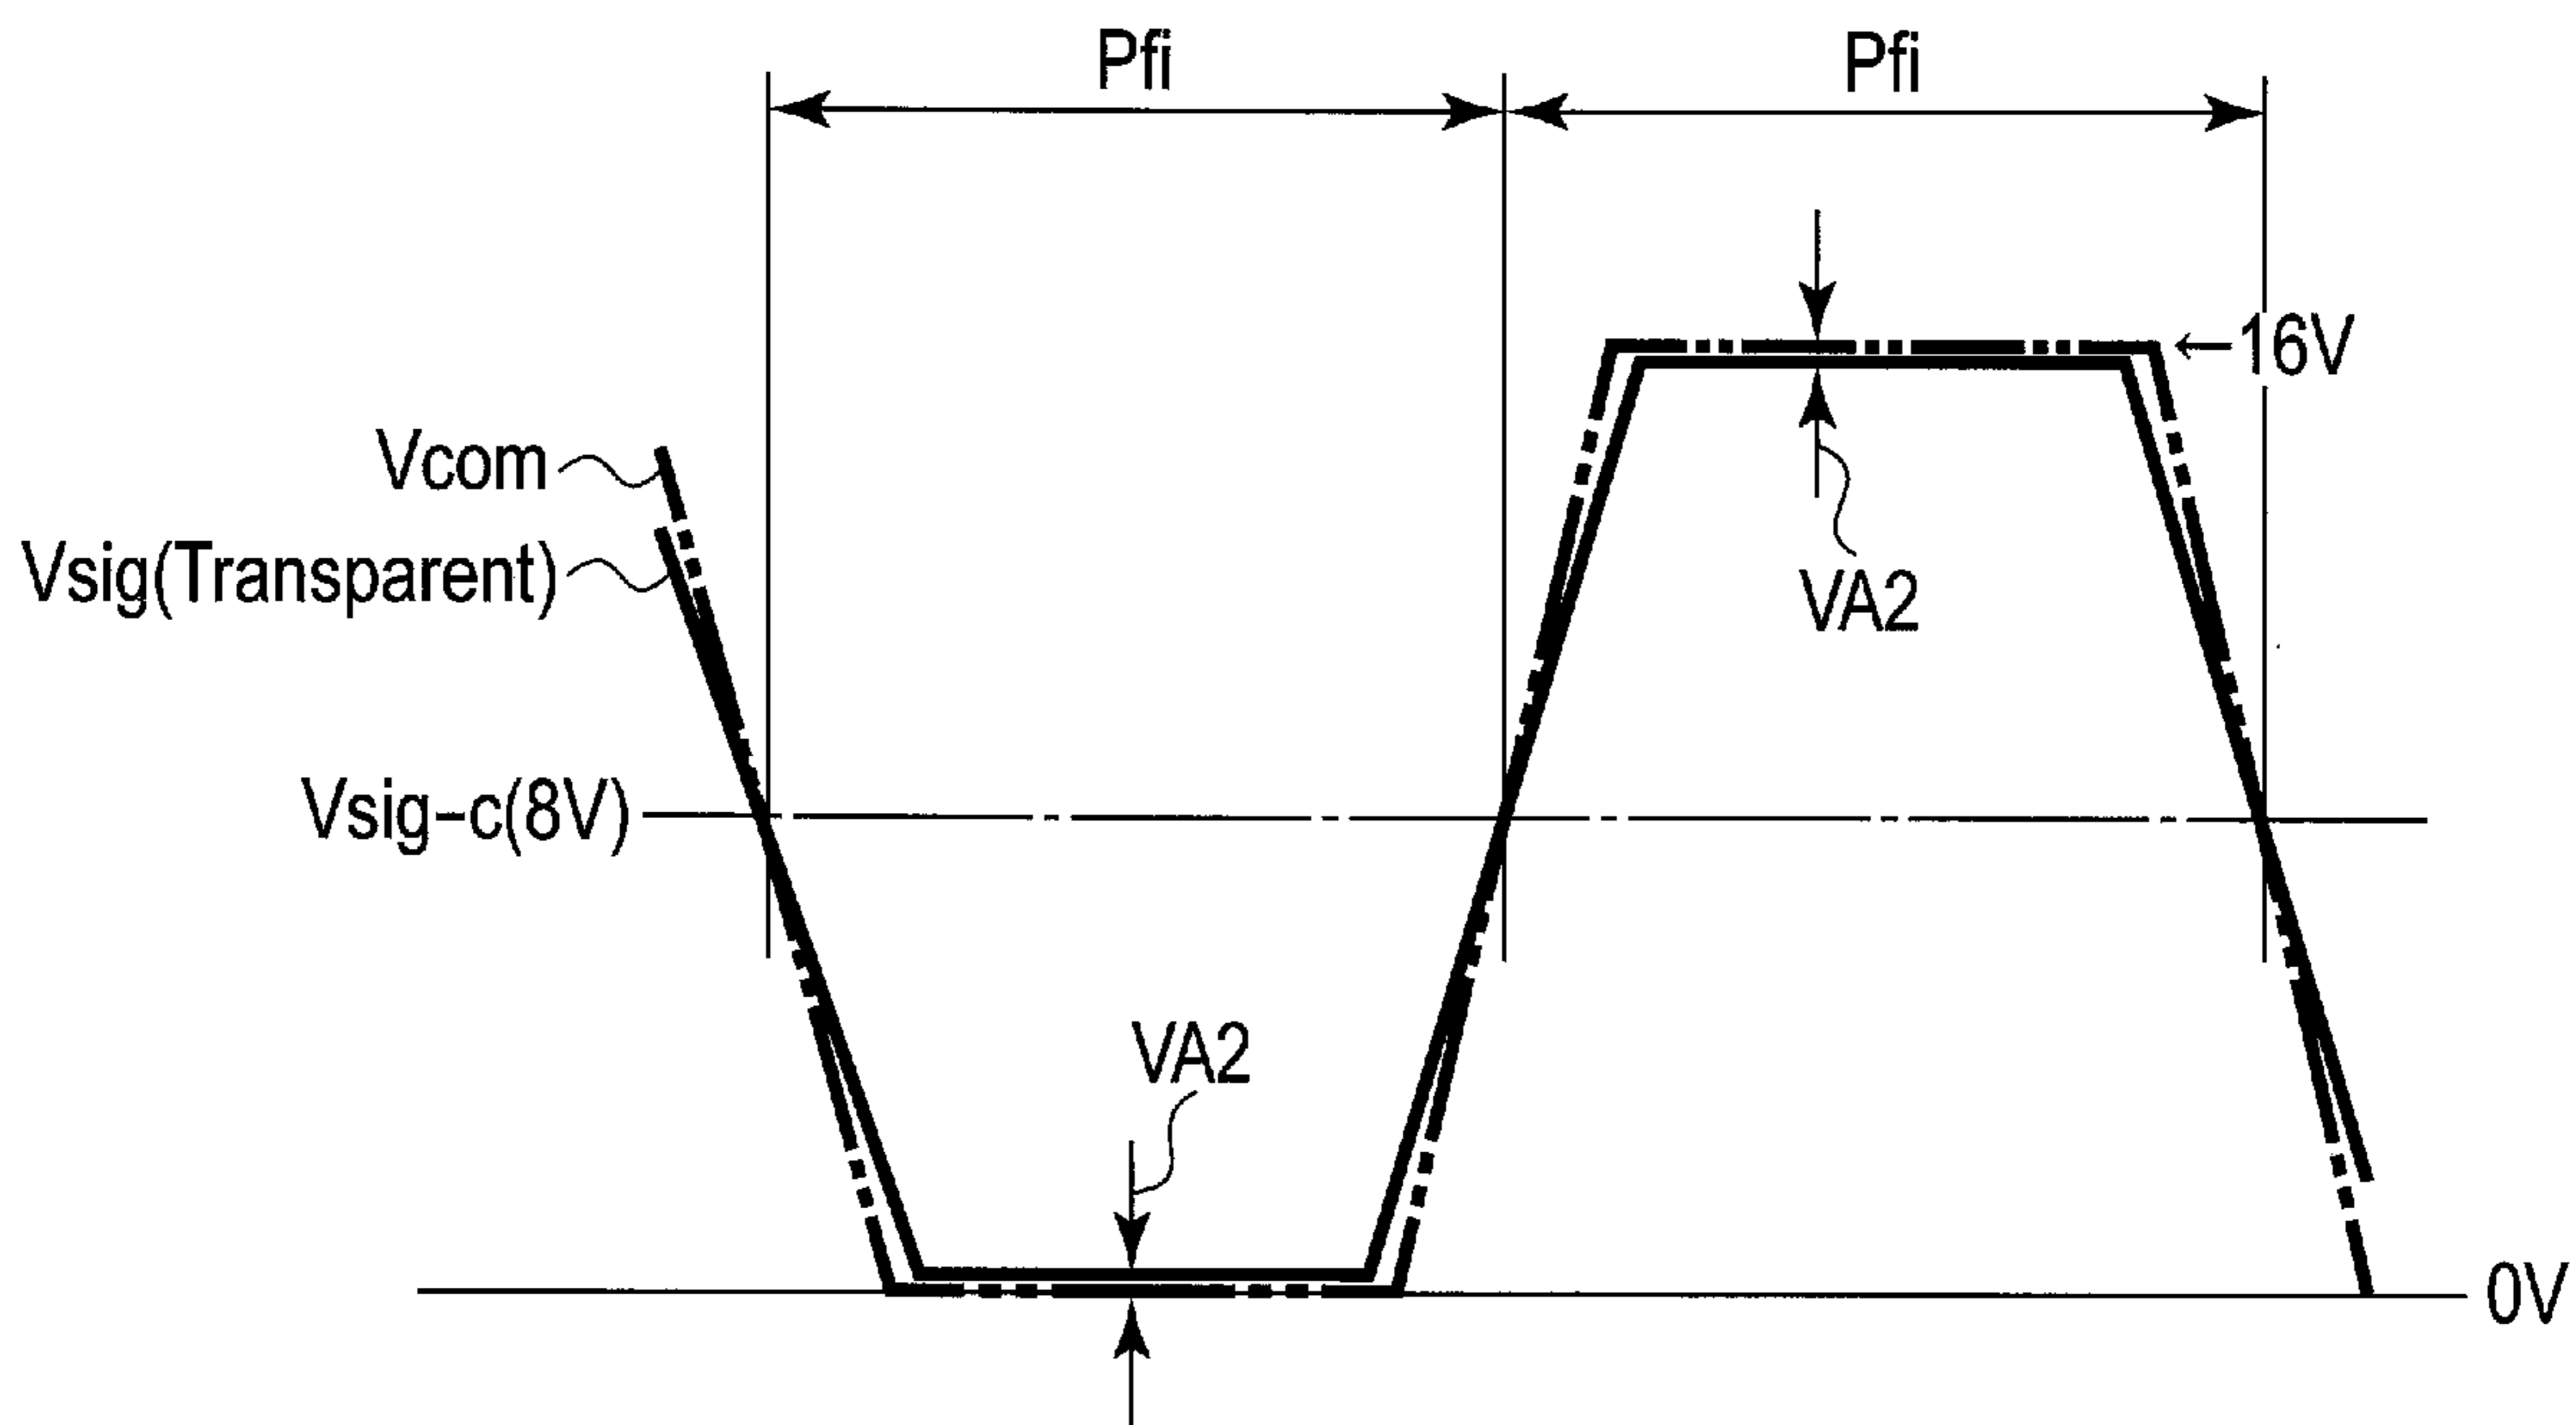 Pfi
Pfi
←16V
Vcom
Vsig(Transparent)
VA2
Vsig-c(8V)
VA2
0V